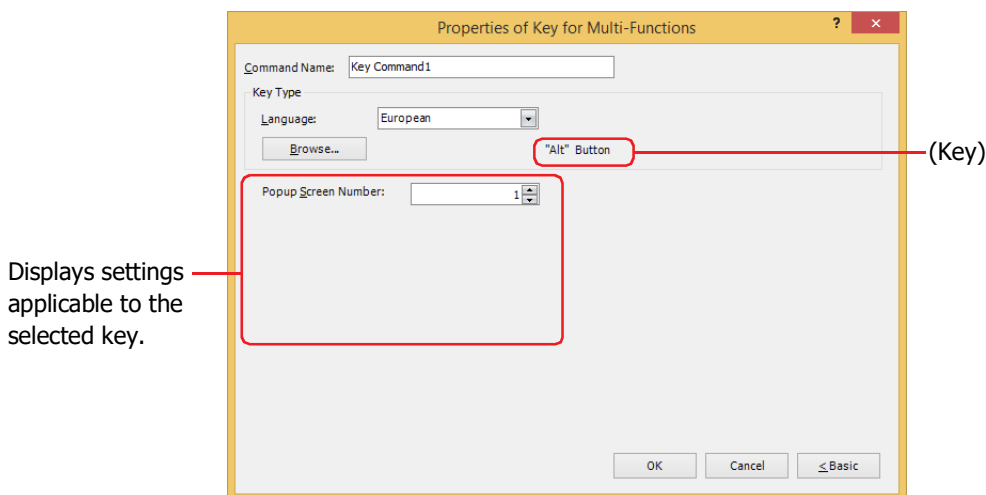 Properties of Key for Multi-Functions
?
×
Command Name: Key Command1
Key Type
Language: European
Browse... "Alt" Button
(Key)
Popup Screen Number: 1
Displays settings
applicable to the
selected key.
OK Cancel < Basic